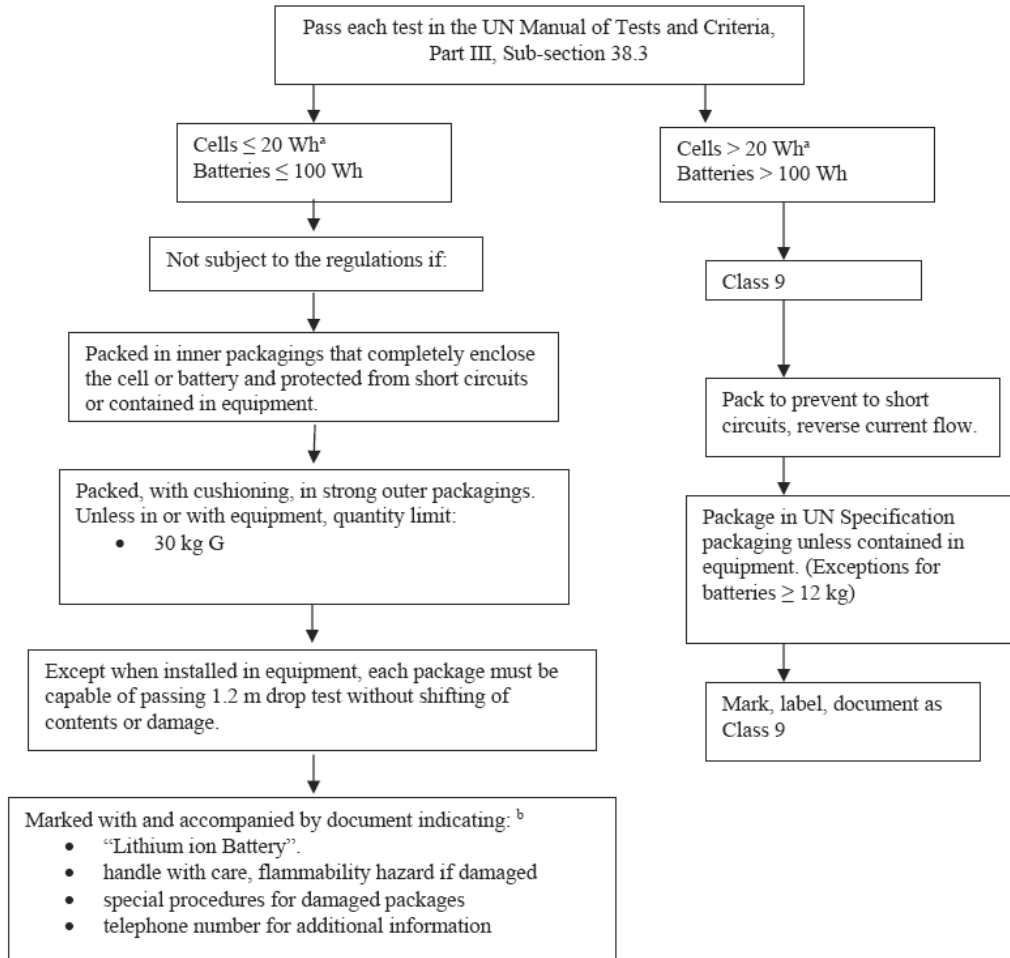 Pass each test in the UN Manual of Tests and Criteria,
Part III, Sub-section 38.3
Cells ≤ 20 Whᵃ
Batteries ≤ 100 Wh
Cells > 20 Whᵃ
Batteries > 100 Wh
Not subject to the regulations if:
Class 9
Packed in inner packagings that completely enclose
the cell or battery and protected from short circuits
or contained in equipment.
Pack to prevent to short
circuits, reverse current flow.
Packed, with cushioning, in strong outer packagings.
Unless in or with equipment, quantity limit:
• 30 kg G
Package in UN Specification
packaging unless contained in
equipment. (Exceptions for
batteries ≥ 12 kg)
Except when installed in equipment, each package must be
capable of passing 1.2 m drop test without shifting of
contents or damage.
Mark, label, document as
Class 9
Marked with and accompanied by document indicating: ᵇ
• “Lithium ion Battery”.
• handle with care, flammability hazard if damaged
• special procedures for damaged packages
• telephone number for additional information